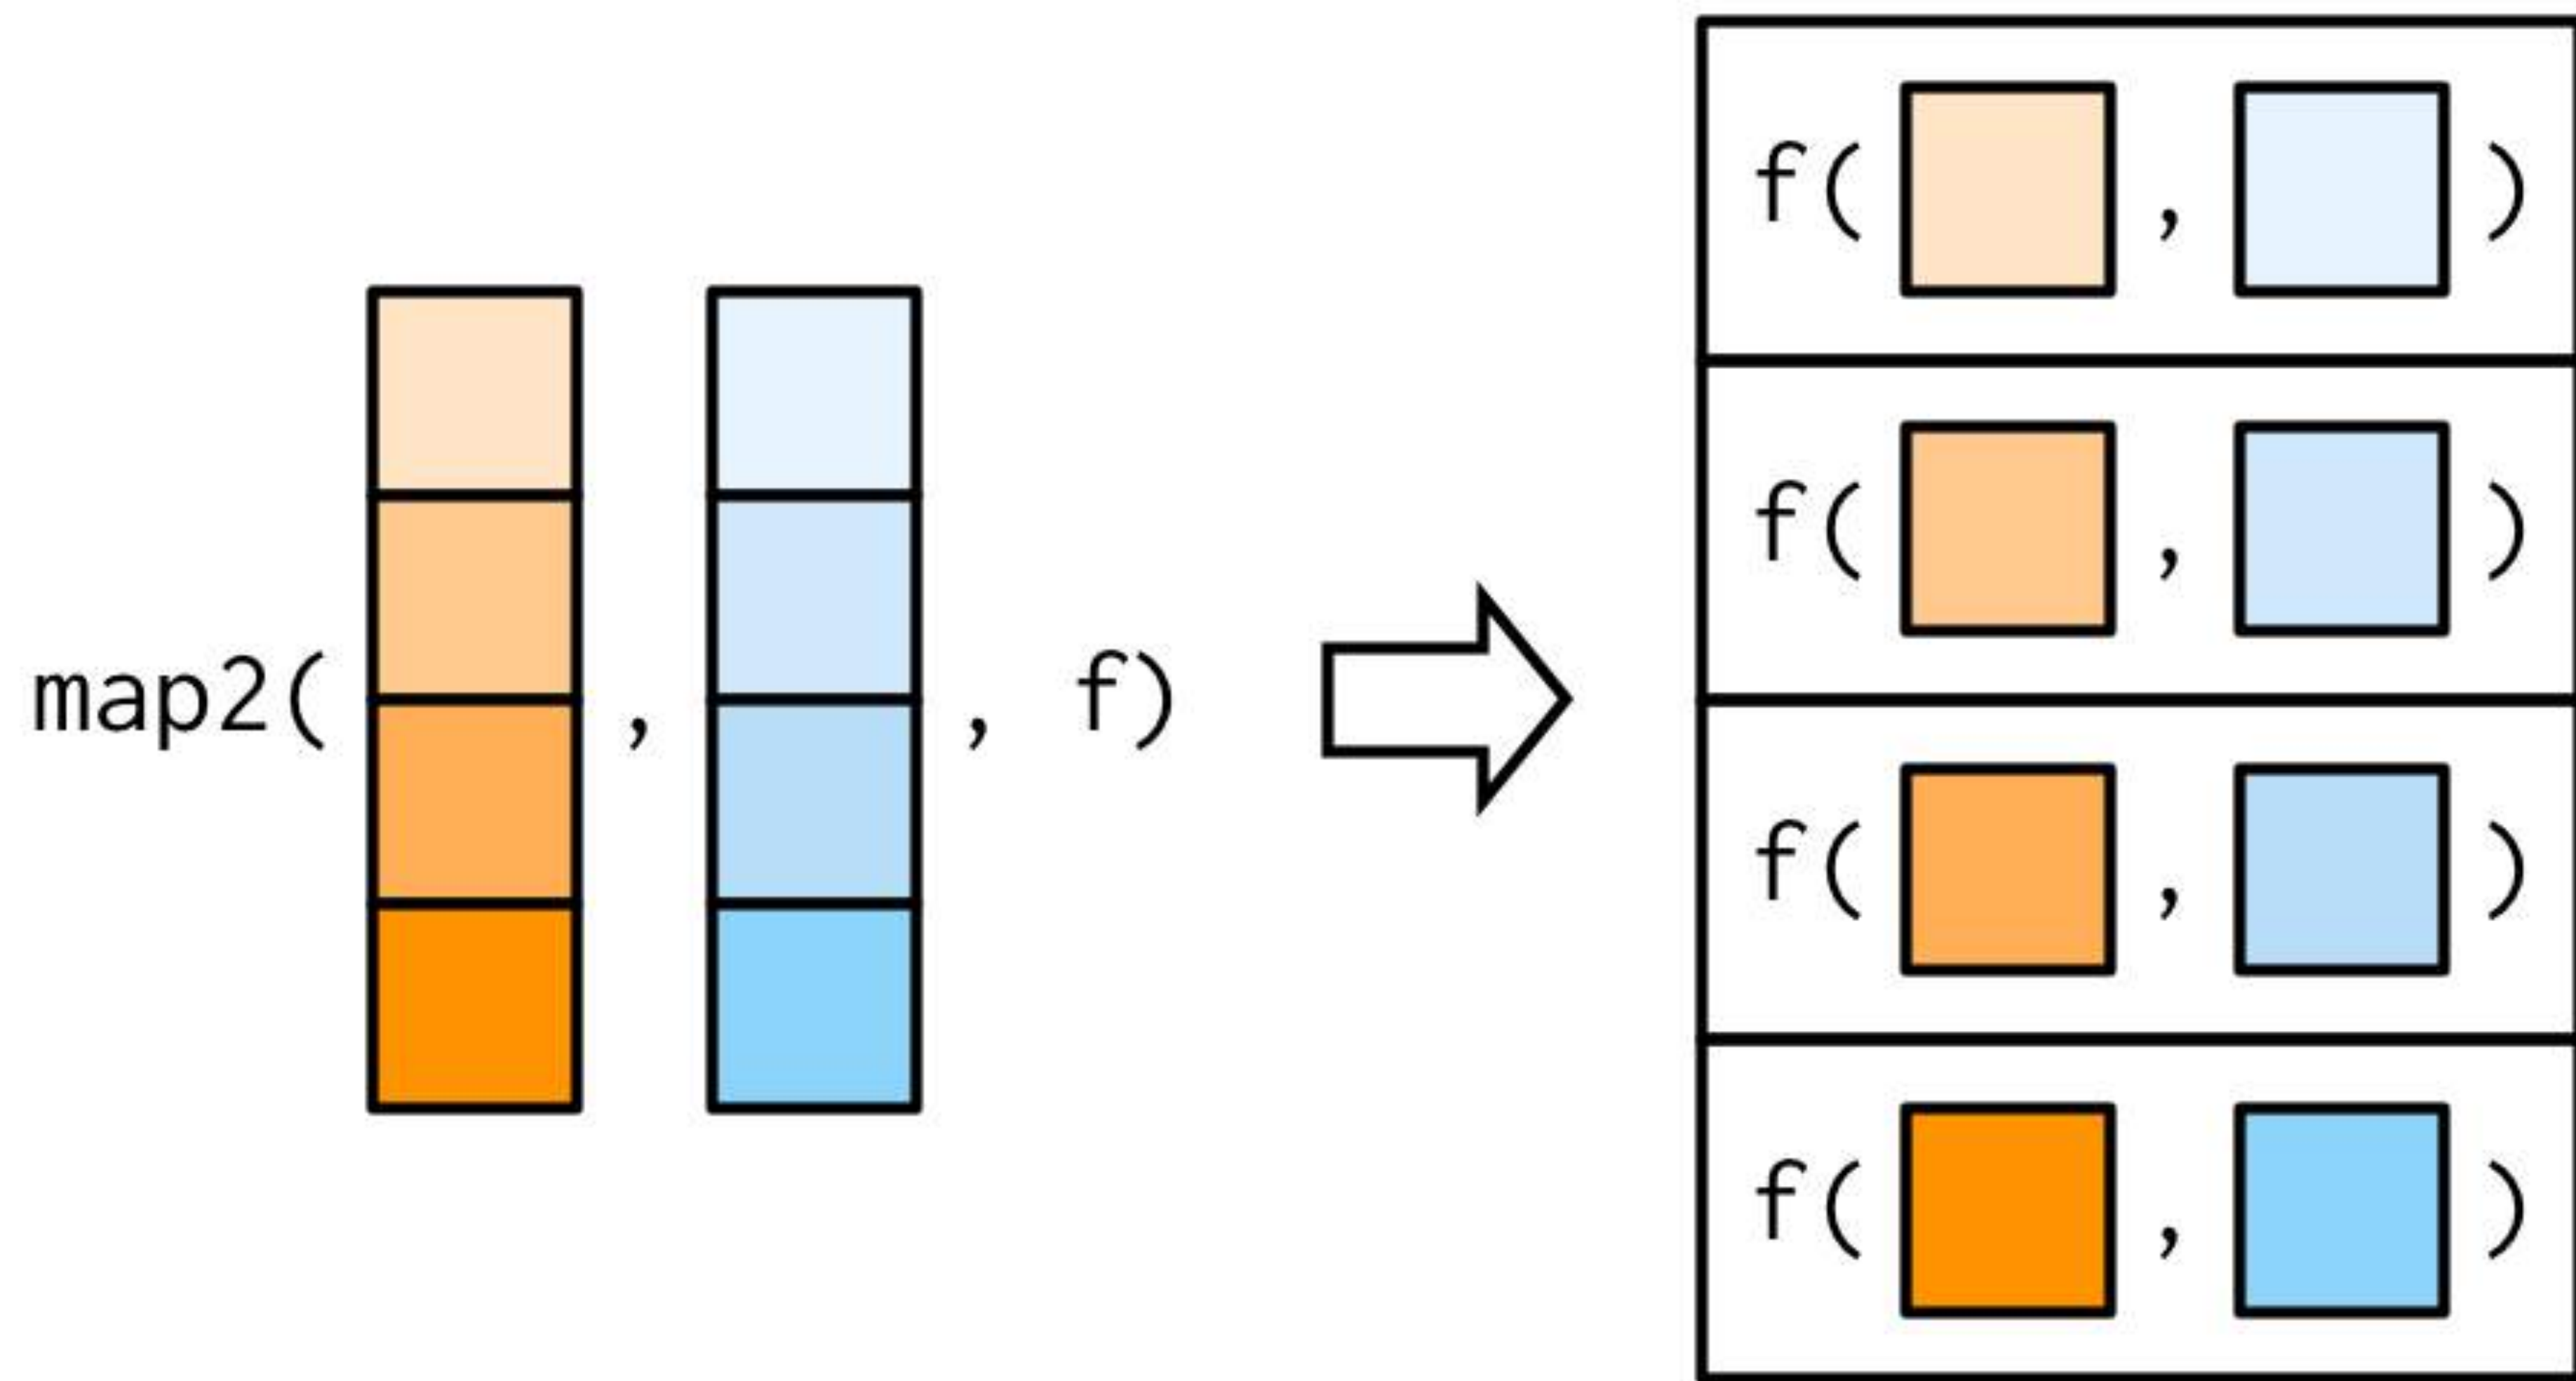 map2( , , f)
f( , )
f( , )
f( , )
f( , )